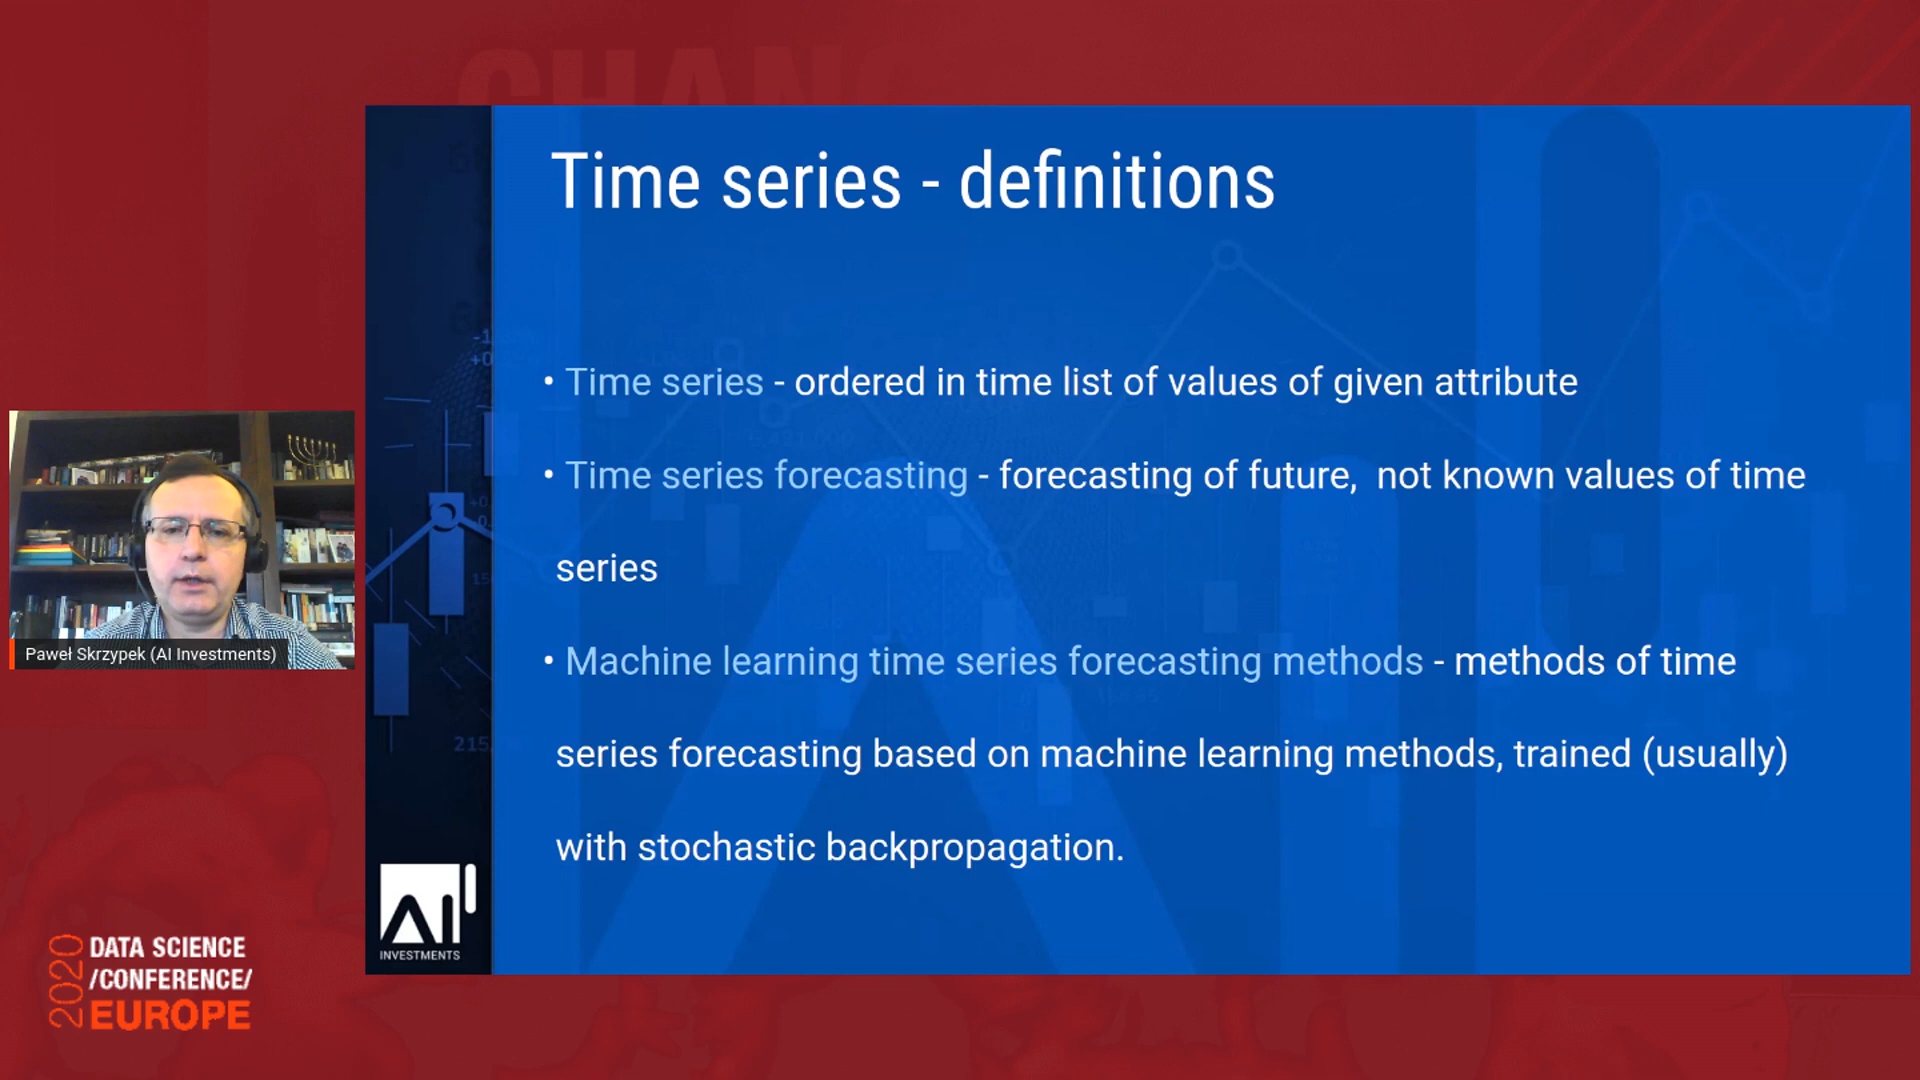 CHANG
Time series - definitions
• Time series - ordered in time list of values of given attribute
• Time series forecasting - forecasting of future,  not known values of time
series
• Machine learning time series forecasting methods - methods of time
series forecasting based on machine learning methods, trained (usually)
with stochastic backpropagation.
Paweł Skrzypek (AI Investments)
215
AI
INVESTMENTS
2020
DATA SCIENCE
/CONFERENCE/
EUROPE